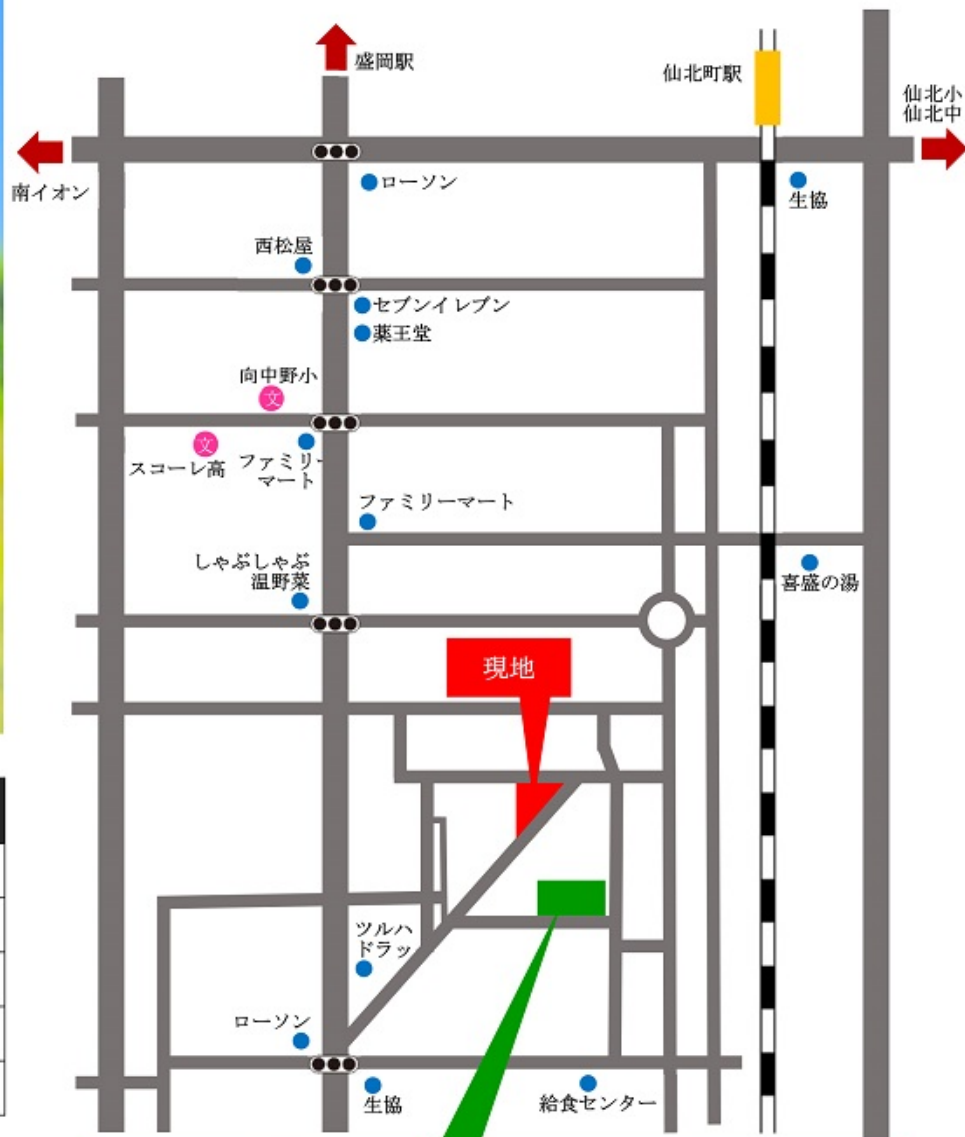 盛岡駅
仙北町駅
仙北小
仙北中
南イオン
ローソン
生協
西松屋
セブンイレブン
薬王堂
向中野小
文
文
スコーレ高
ファミリー
マート
ファミリーマート
しゃぶしゃぶ
温野菜
喜盛の湯
現地
ツルハ
ドラッ
ローソン
生協
給食センター